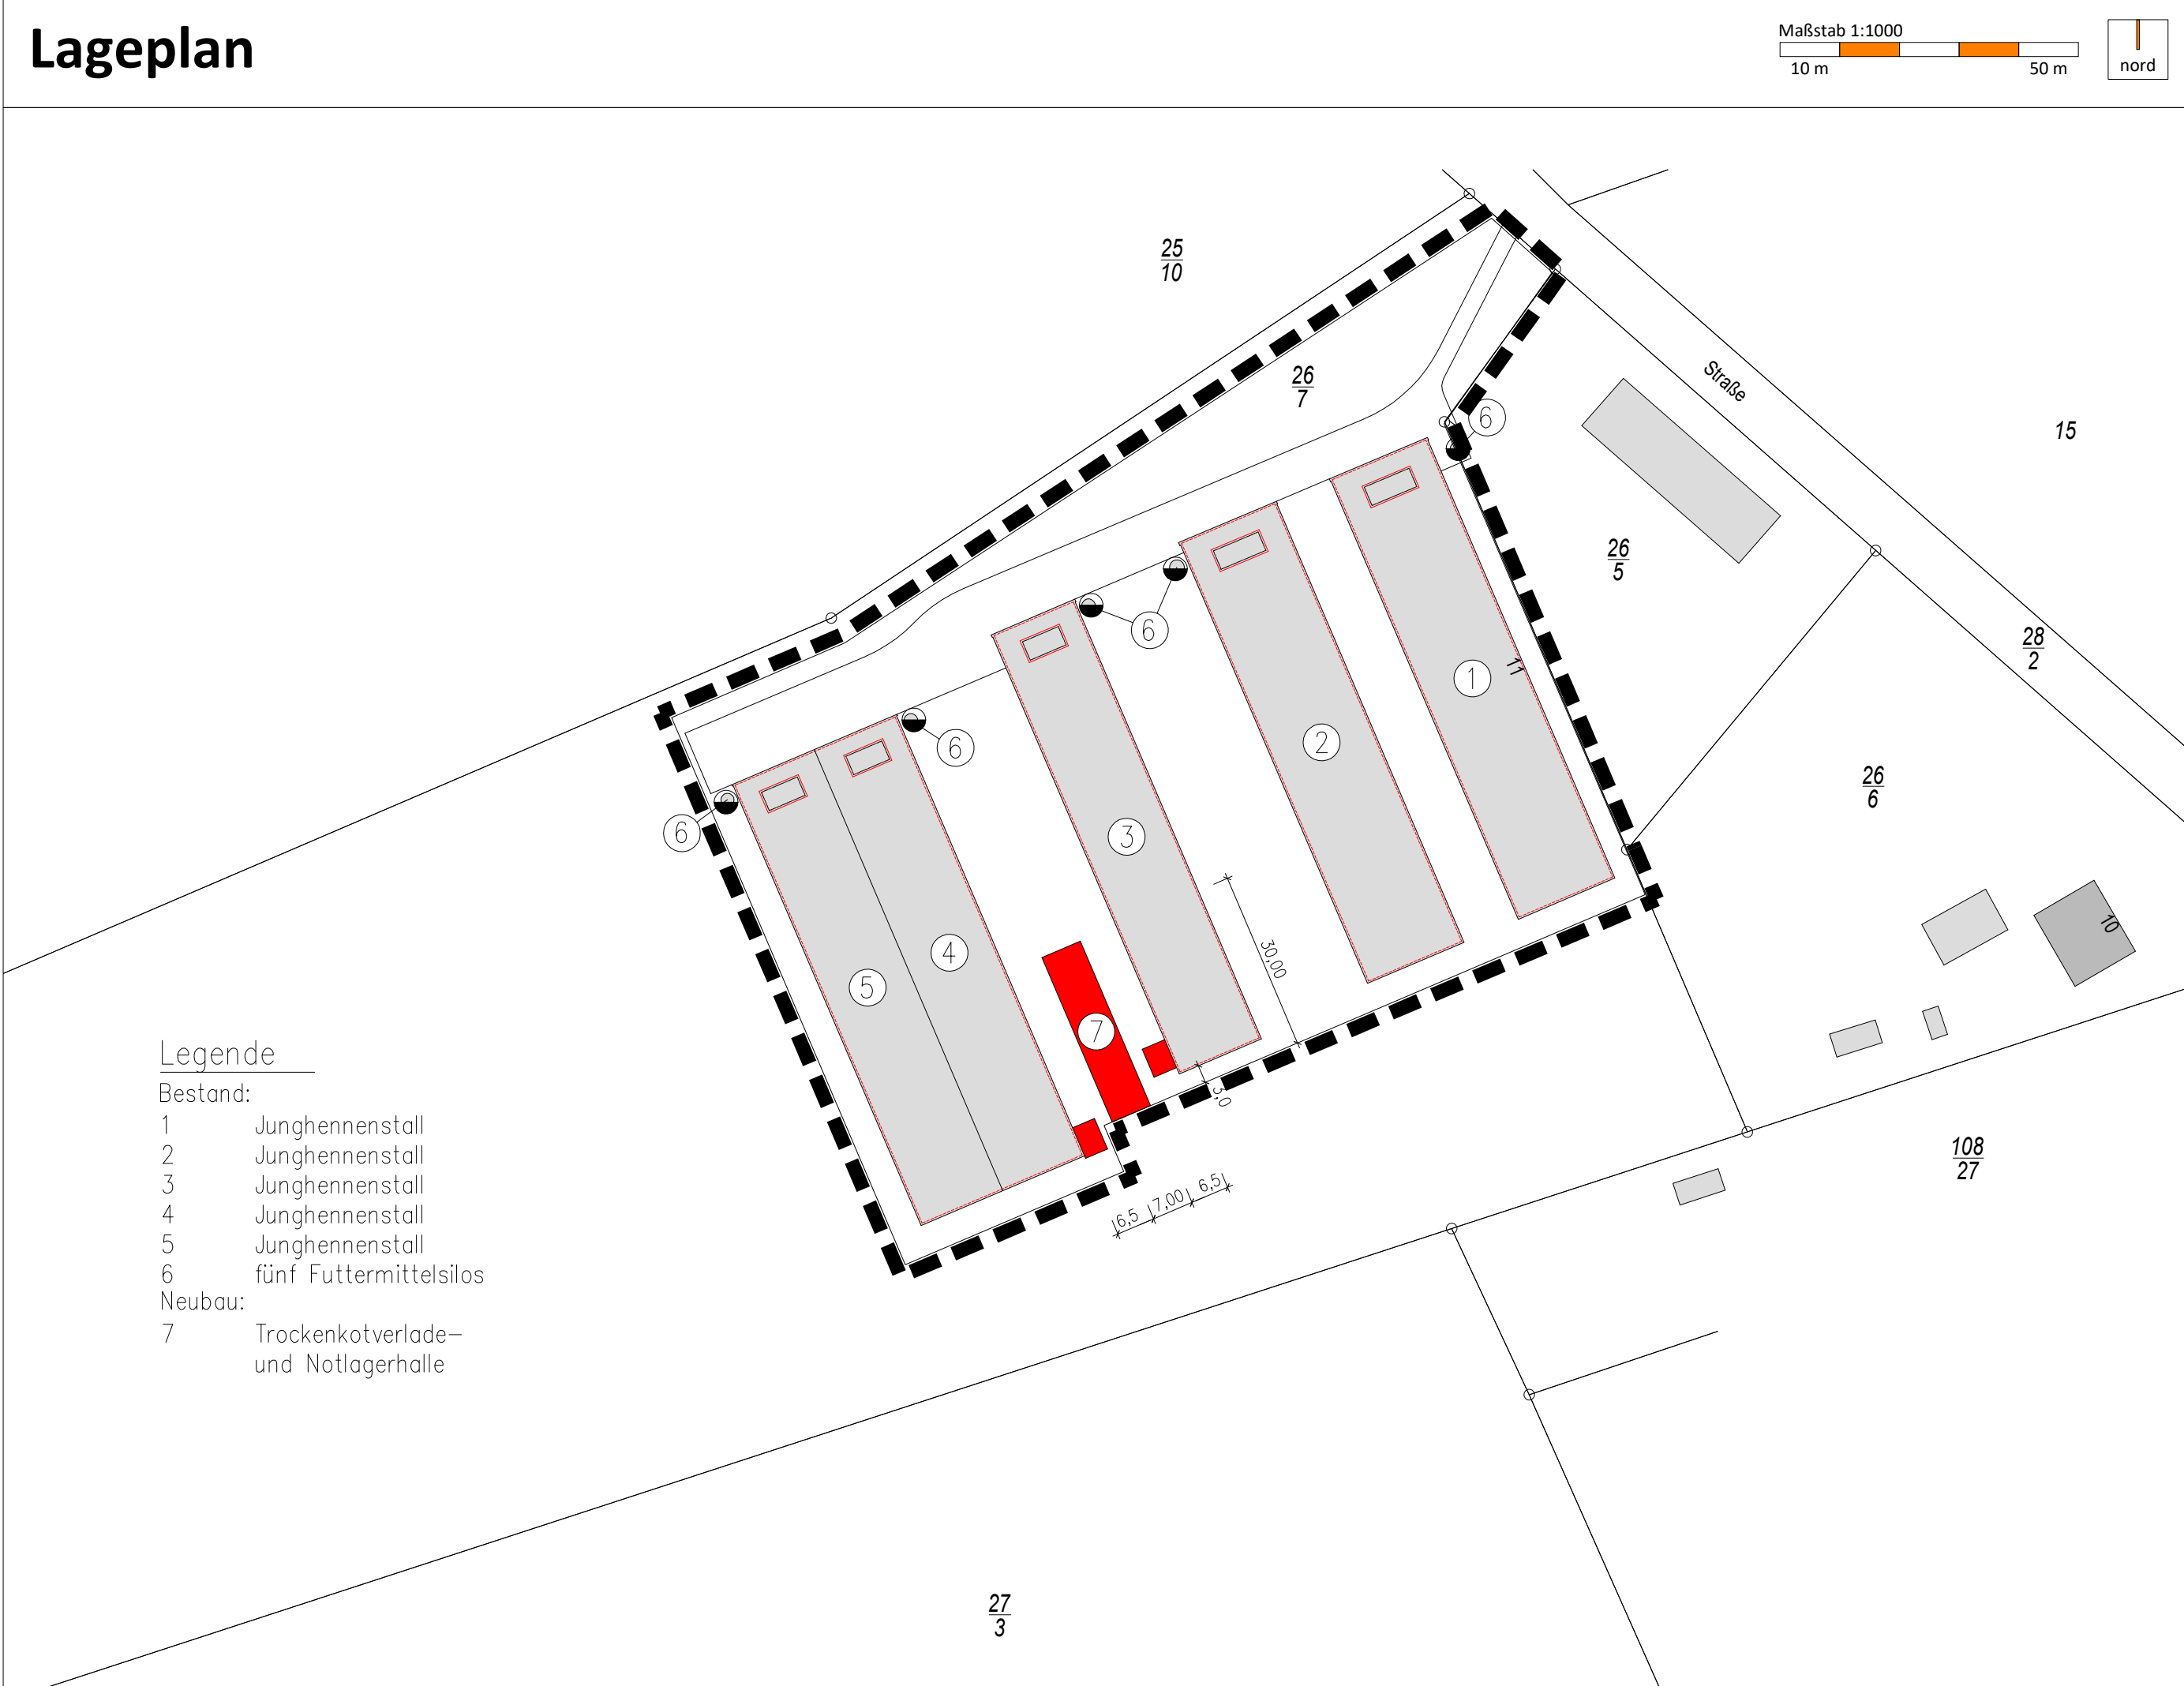 Lageplan
Maßstab 1:1000
10 m
50 m
nord
25
10
26
7
Straße
15
6
26
5
28
2
6
1
11
2
6
26
6
6
3
4
5
30,00
10
7
5,0
108
27
6,5
7,00
6,5
Legende
Bestand:
1 Junghennenstall
2 Junghennenstall
3 Junghennenstall
4 Junghennenstall
5 Junghennenstall
6 fünf Futtermittelsilos
Neubau:
7 Trockenkotverlade-
und Notlagerhalle
27
3